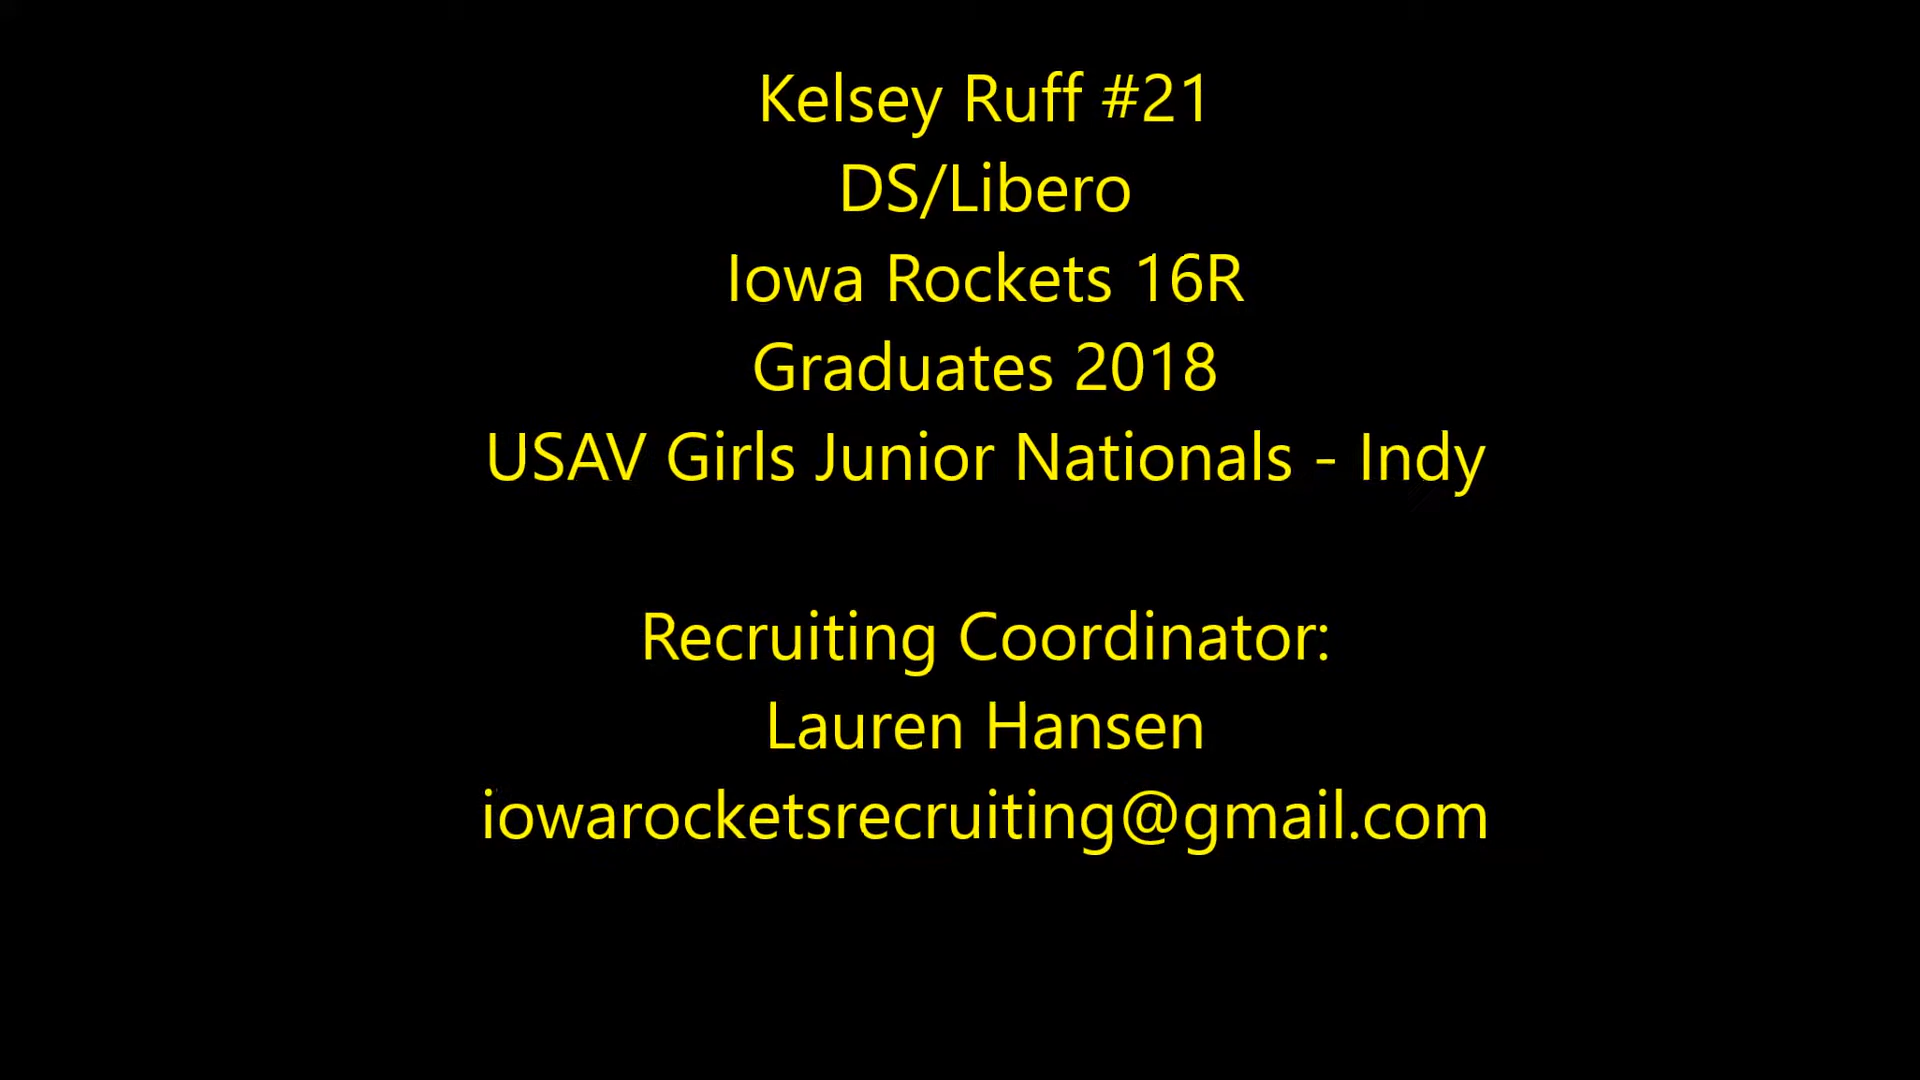 Kelsey Ruff #21
DS/Libero
Iowa Rockets 16R
Graduates 2018
USAV Girls Junior Nationals - Indy
Recruiting Coordinator:
Lauren Hansen
iowarocketsrecruiting@gmail.com